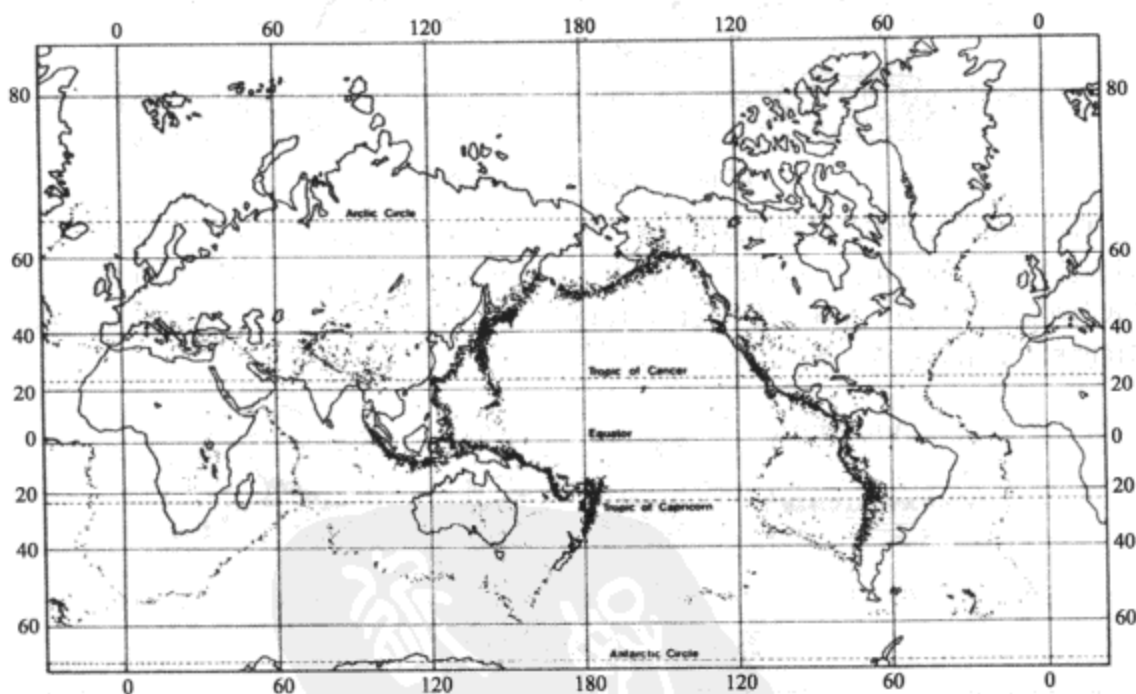 0 60 120 180 120 60 0
80 80
Arctic Circle
60 60
40 40
Tropic of Cancer
20 20
Equator
0 0
20 20
Tropic of Capricorn
40 40
60 60
Antarctic Circle
0 60 120 180 120 60 0